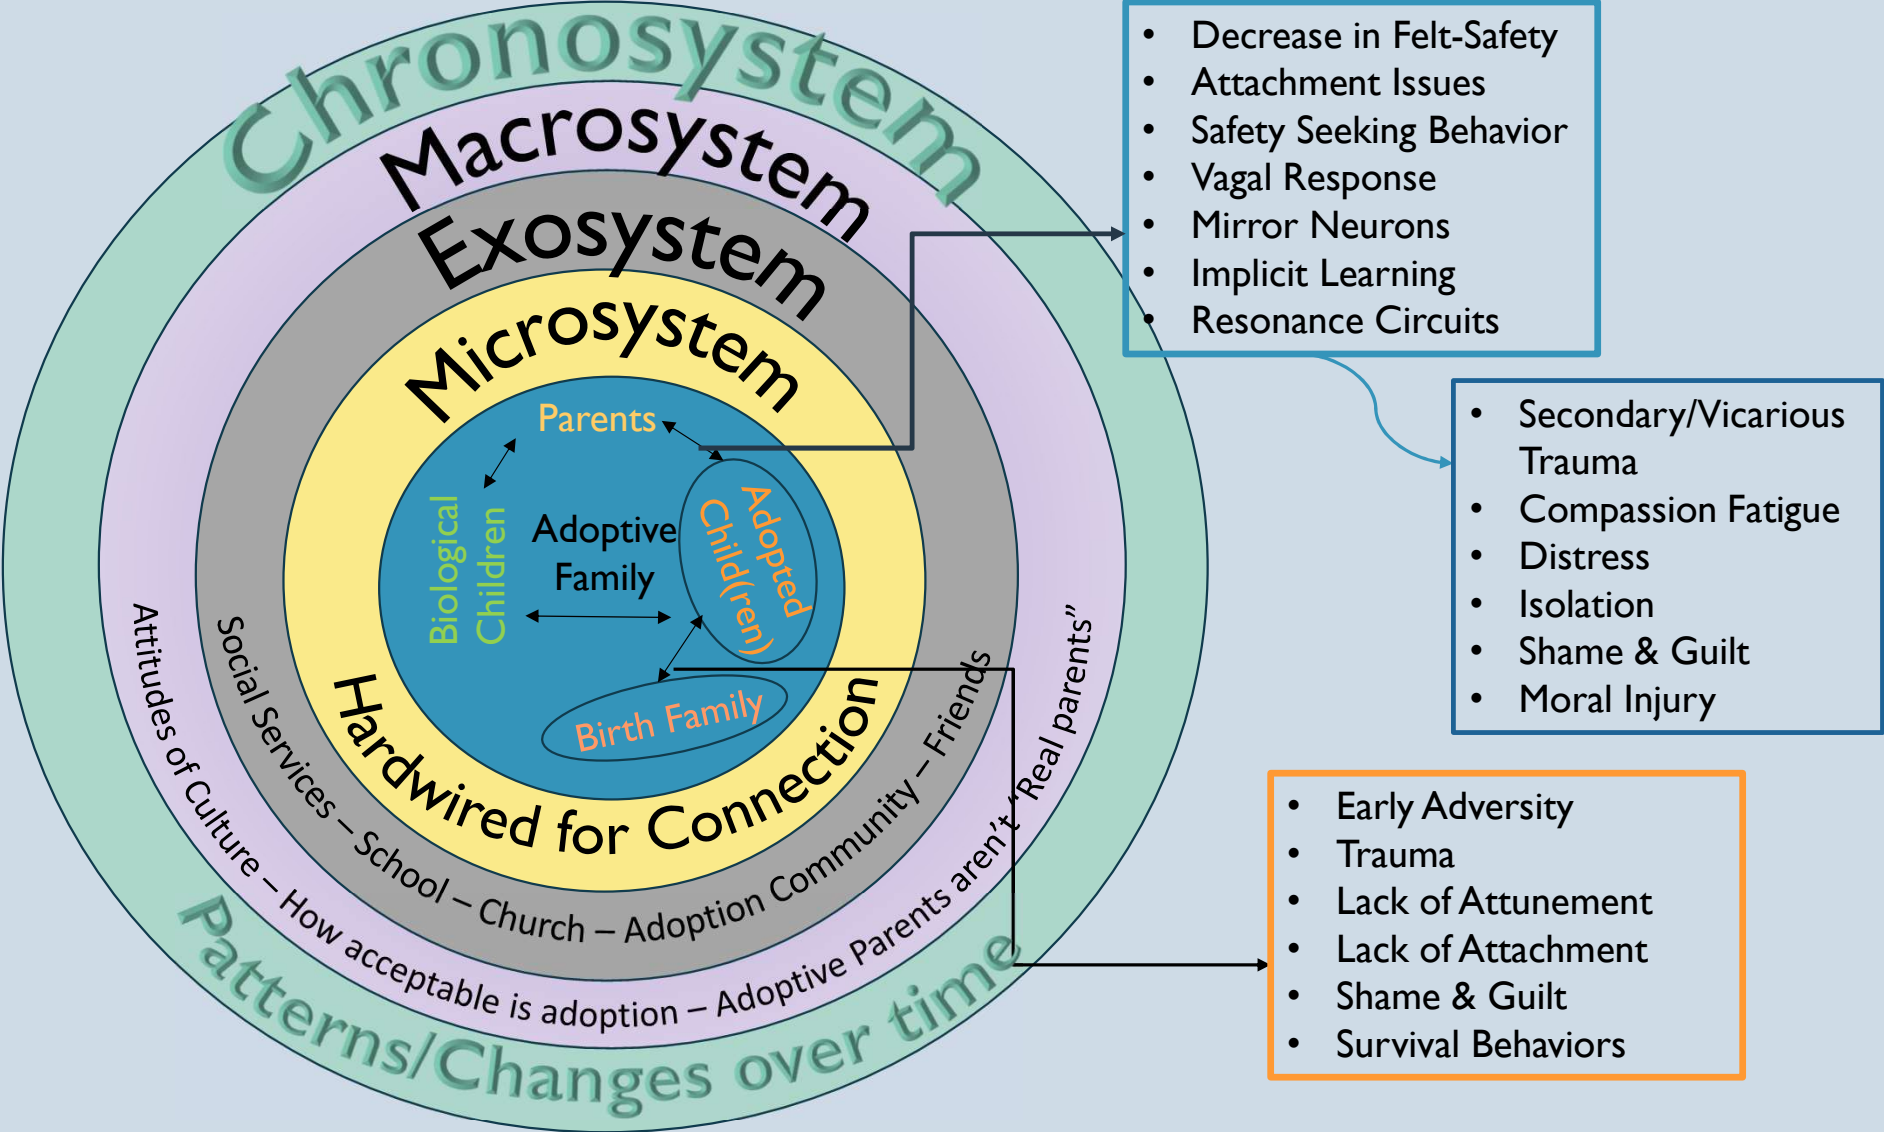 Chronosystem
Macrosystem
Exosystem
Microsystem
Parents
Biological
Children
Adoptive
Family
Adopted
Child(ren)
Birth Family
Hardwired for Connection
Social Services – School – Church – Adoption Community – Friends
Attitudes of Culture – How acceptable is adoption – Adoptive Parents aren’t “Real parents”
Patterns/Changes over time
• Decrease in Felt-Safety
• Attachment Issues
• Safety Seeking Behavior
• Vagal Response
• Mirror Neurons
• Implicit Learning
• Resonance Circuits
• Secondary/Vicarious
Trauma
• Compassion Fatigue
• Distress
• Isolation
• Shame & Guilt
• Moral Injury
• Early Adversity
• Trauma
• Lack of Attunement
• Lack of Attachment
• Shame & Guilt
• Survival Behaviors